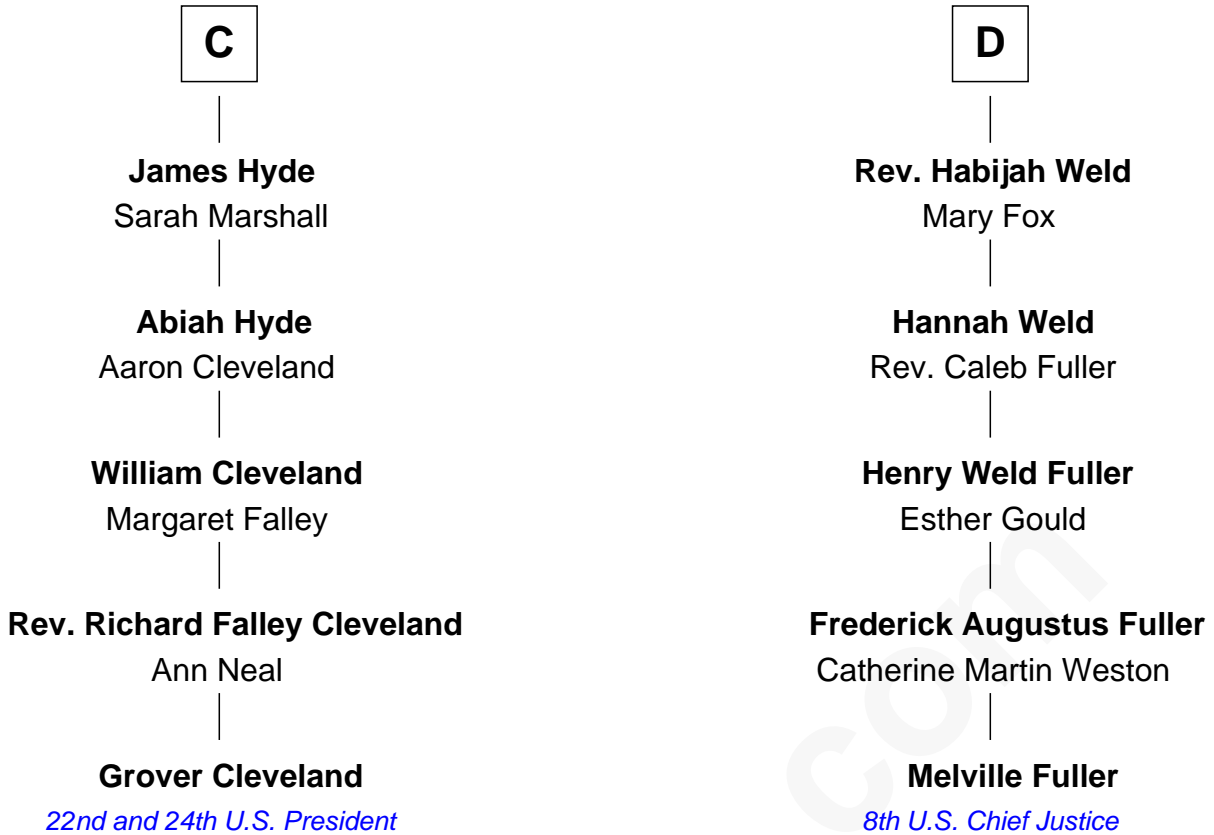 C
James Hyde
Sarah Marshall
Abiah Hyde
Aaron Cleveland
William Cleveland
Margaret Falley
Rev. Richard Falley Cleveland
Ann Neal
Grover Cleveland
22nd and 24th U.S. President
D
Rev. Habijah Weld
Mary Fox
Hannah Weld
Rev. Caleb Fuller
Henry Weld Fuller
Esther Gould
Frederick Augustus Fuller
Catherine Martin Weston
Melville Fuller
8th U.S. Chief Justice
com